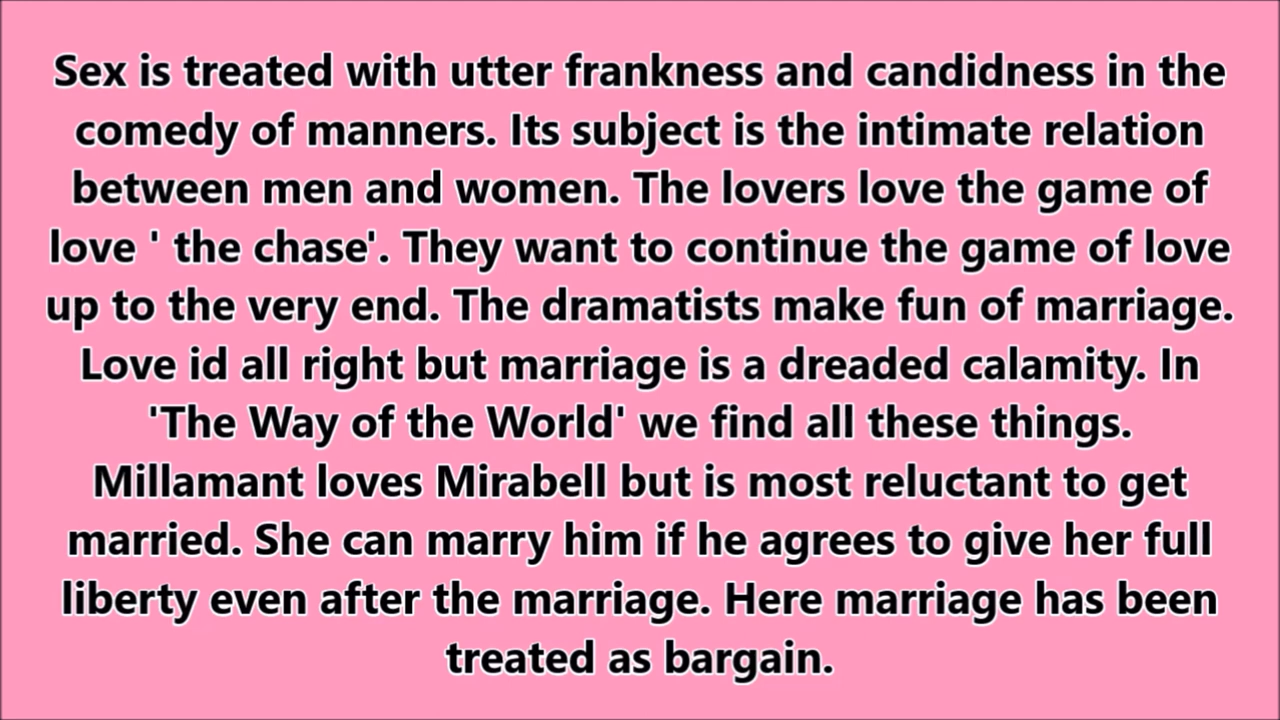 Sex is treated with utter frankness and candidness in the
comedy of manners. Its subject is the intimate relation
between men and women. The lovers love the game of
love ' the chase'. They want to continue the game of love
up to the very end. The dramatists make fun of marriage.
Love id all right but marriage is a dreaded calamity. In
'The Way of the World' we find all these things.
Millamant loves Mirabell but is most reluctant to get
married. She can marry him if he agrees to give her full
liberty even after the marriage. Here marriage has been
treated as bargain.